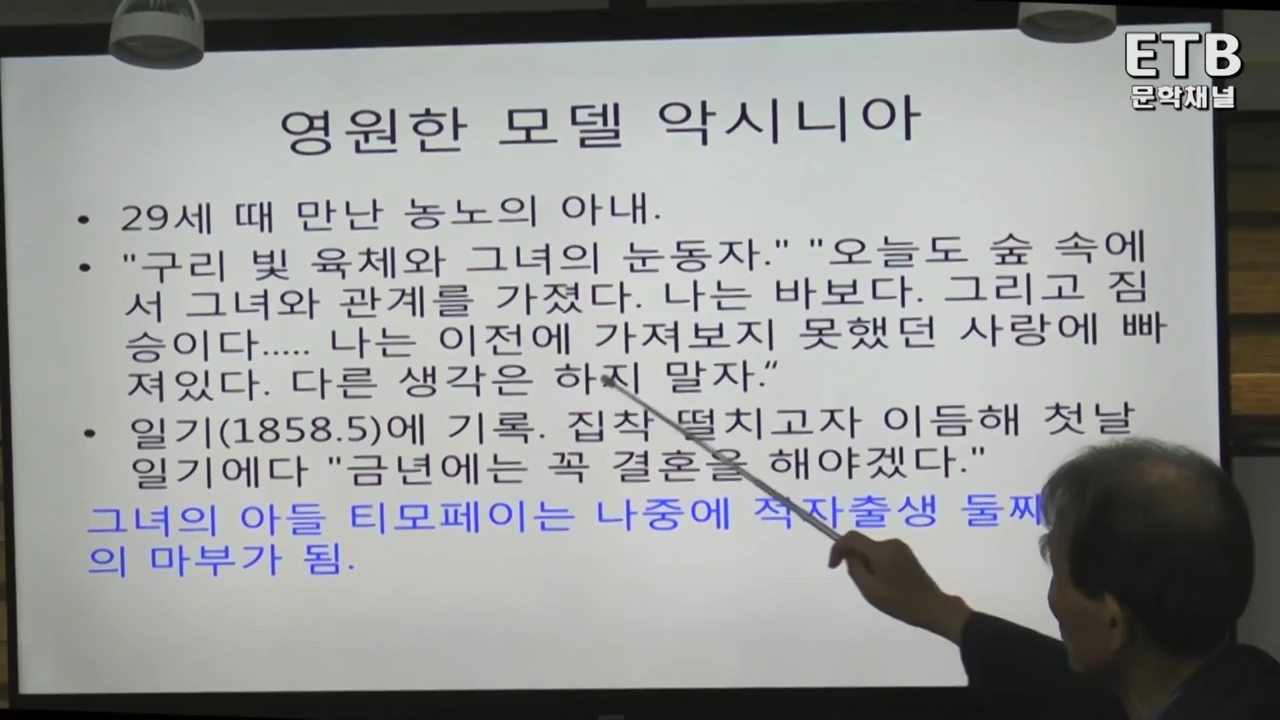 ETB
문학채널
영원한 모델 악시니아
• 29세 때 만난 농노의 아내.
• "구리 빛 육체와 그녀의 눈동자." "오늘도 숲 속에
서 그녀와 관계를 가졌다. 나는 바보다. 그리고 짐
승이다..... 나는 이전에 가져보지 못했던 사랑에 빠
져있다. 다른 생각은 하지 말자.“
• 일기(1858.5)에 기록. 집착 떨치고자 이듬해 첫날
일기에다 "금년에는 꼭 결혼을 해야겠다."
그녀의 아들 티모페이는 나중에 적자출생 둘째
의 마부가 됨.